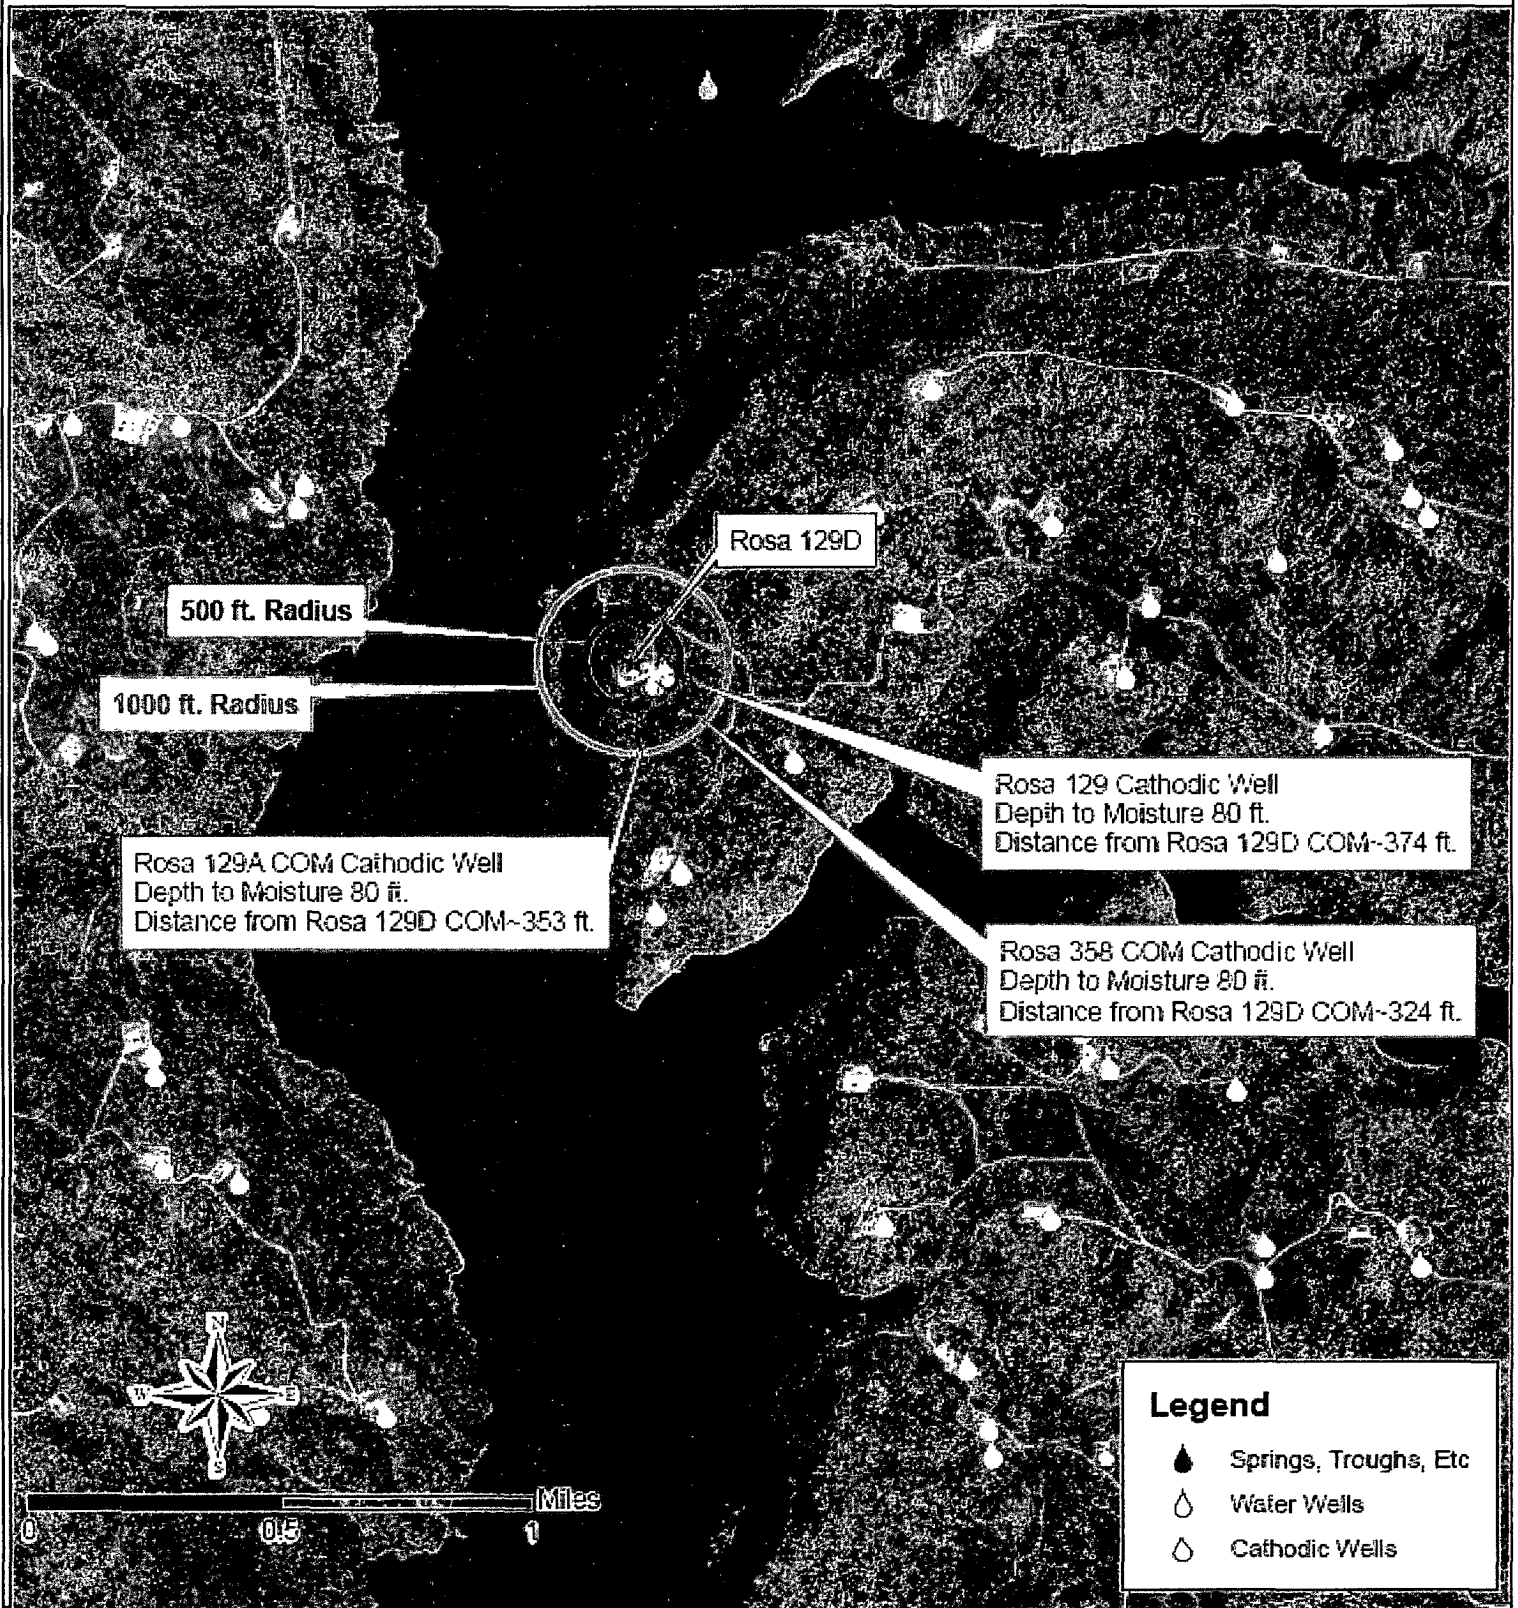 Rosa 129D
500 ft. Radius
1000 ft. Radius
Rosa 129 Cathodic Well
Depth to Moisture 80 ft.
Distance from Rosa 129D COM~374 ft.
Rosa 129A COM Cathodic Well
Depth to Moisture 80 ft.
Distance from Rosa 129D COM~353 ft.
Rosa 358 COM Cathodic Well
Depth to Moisture 80 ft.
Distance from Rosa 129D COM~324 ft.
N
W E
S
Miles
0 0.5 1
Legend
Springs, Troughs, Etc
Water Wells
Cathodic Wells